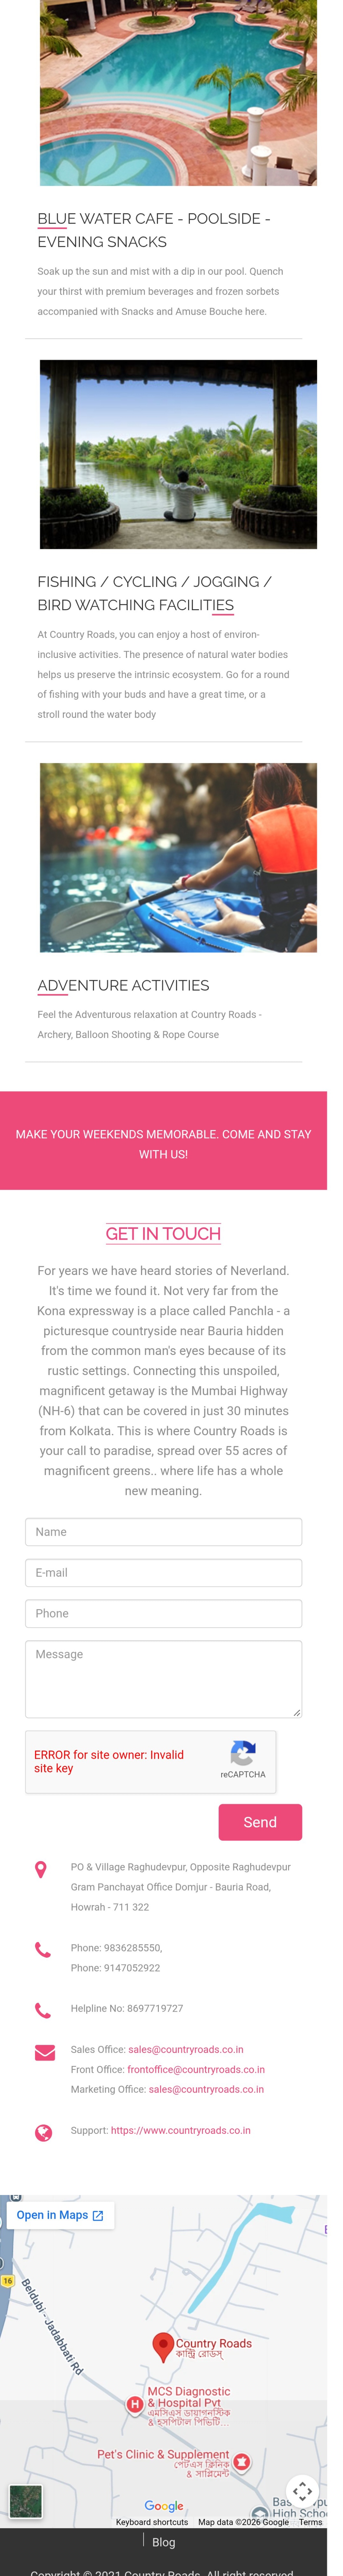 BLUE WATER CAFE - POOLSIDE -
EVENING SNACKS
Soak up the sun and mist with a dip in our pool. Quench
your thirst with premium beverages and frozen sorbets
accompanied with Snacks and Amuse Bouche here.
FISHING / CYCLING / JOGGING /
BIRD WATCHING FACILITIES
At Country Roads, you can enjoy a host of environ-
inclusive activities. The presence of natural water bodies
helps us preserve the intrinsic ecosystem. Go for a round
of fishing with your buds and have a great time, or a
stroll round the water body
ADVENTURE ACTIVITIES
Feel the Adventurous relaxation at Country Roads -
Archery, Balloon Shooting & Rope Course
MAKE YOUR WEEKENDS MEMORABLE. COME AND STAY
WITH US!
GET IN TOUCH
For years we have heard stories of Neverland.
It's time we found it. Not very far from the
Kona expressway is a place called Panchla - a
picturesque countryside near Bauria hidden
from the common man's eyes because of its
rustic settings. Connecting this unspoiled,
magnificent getaway is the Mumbai Highway
(NH-6) that can be covered in just 30 minutes
from Kolkata. This is where Country Roads is
your call to paradise, spread over 55 acres of
magnificent greens.. where life has a whole
new meaning.
Name
E-mail
Phone
Message
ERROR for site owner: Invalid
site key
reCAPTCHA
Send
PO & Village Raghudevpur, Opposite Raghudevpur
Gram Panchayat Office Domjur - Bauria Road,
Howrah - 711 322
Phone: 9836285550,
Phone: 9147052922
Helpline No: 8697719727
Sales Office: sales@countryroads.co.in
Front Office: frontoffice@countryroads.co.in
Marketing Office: sales@countryroads.co.in
Support: https://www.countryroads.co.in
Open in Maps
16
Beldubi - Jadabbati Rd
Country Roads
কান্ট্রি রোডস্
MCS Diagnostic
& Hospital Pvt
এমসিএস ডায়াগনস্টিক
& হসপিটাল পিভিটি...
Pet's Clinic & Supplement
পেট'এস ক্লিনিক
& সাপ্লিমেন্ট
High
Google
Keyboard shortcuts Map data ©2026 Google Terms
Blog
Copyright © 2021 Country Roads. All right reserved